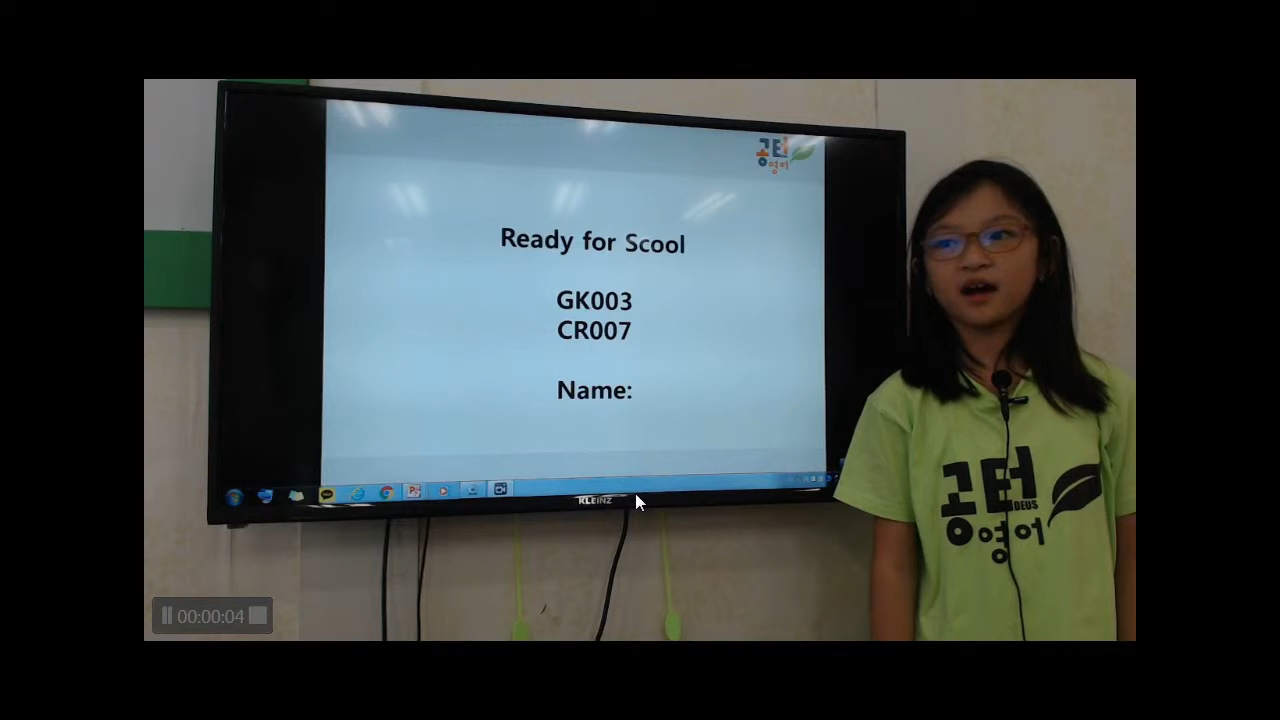 공터
영어
Ready for Scool
GK003
CR007
Name:
KLEINZ
공터
DEUS
영어
00:00:04